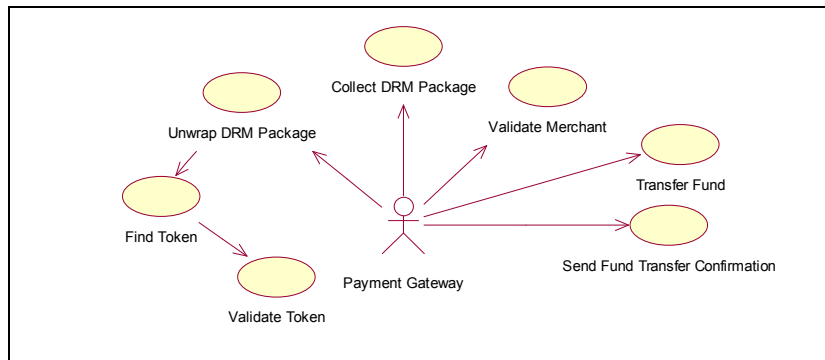 Collect DRM Package
Unwrap DRM Package
Validate Merchant
Transfer Fund
Find Token
Send Fund Transfer Confirmation
Payment Gateway
Validate Token